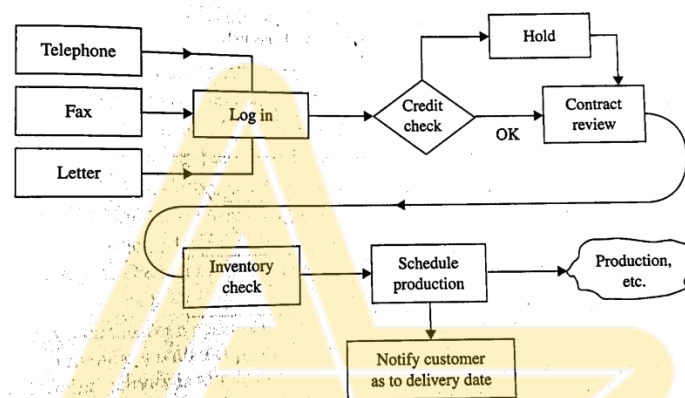 Telephone
Fax
Letter
Log in
Credit
check
OK
Hold
Contract
review
Inventory
check
Schedule
production
Production,
etc.
Notify customer
as to delivery date